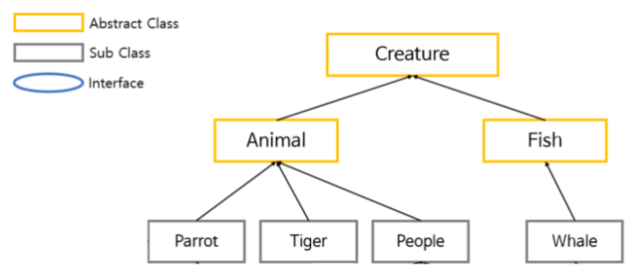 Abstract Class
Sub Class
Interface
Creature
Animal
Fish
Parrot
Tiger
People
Whale